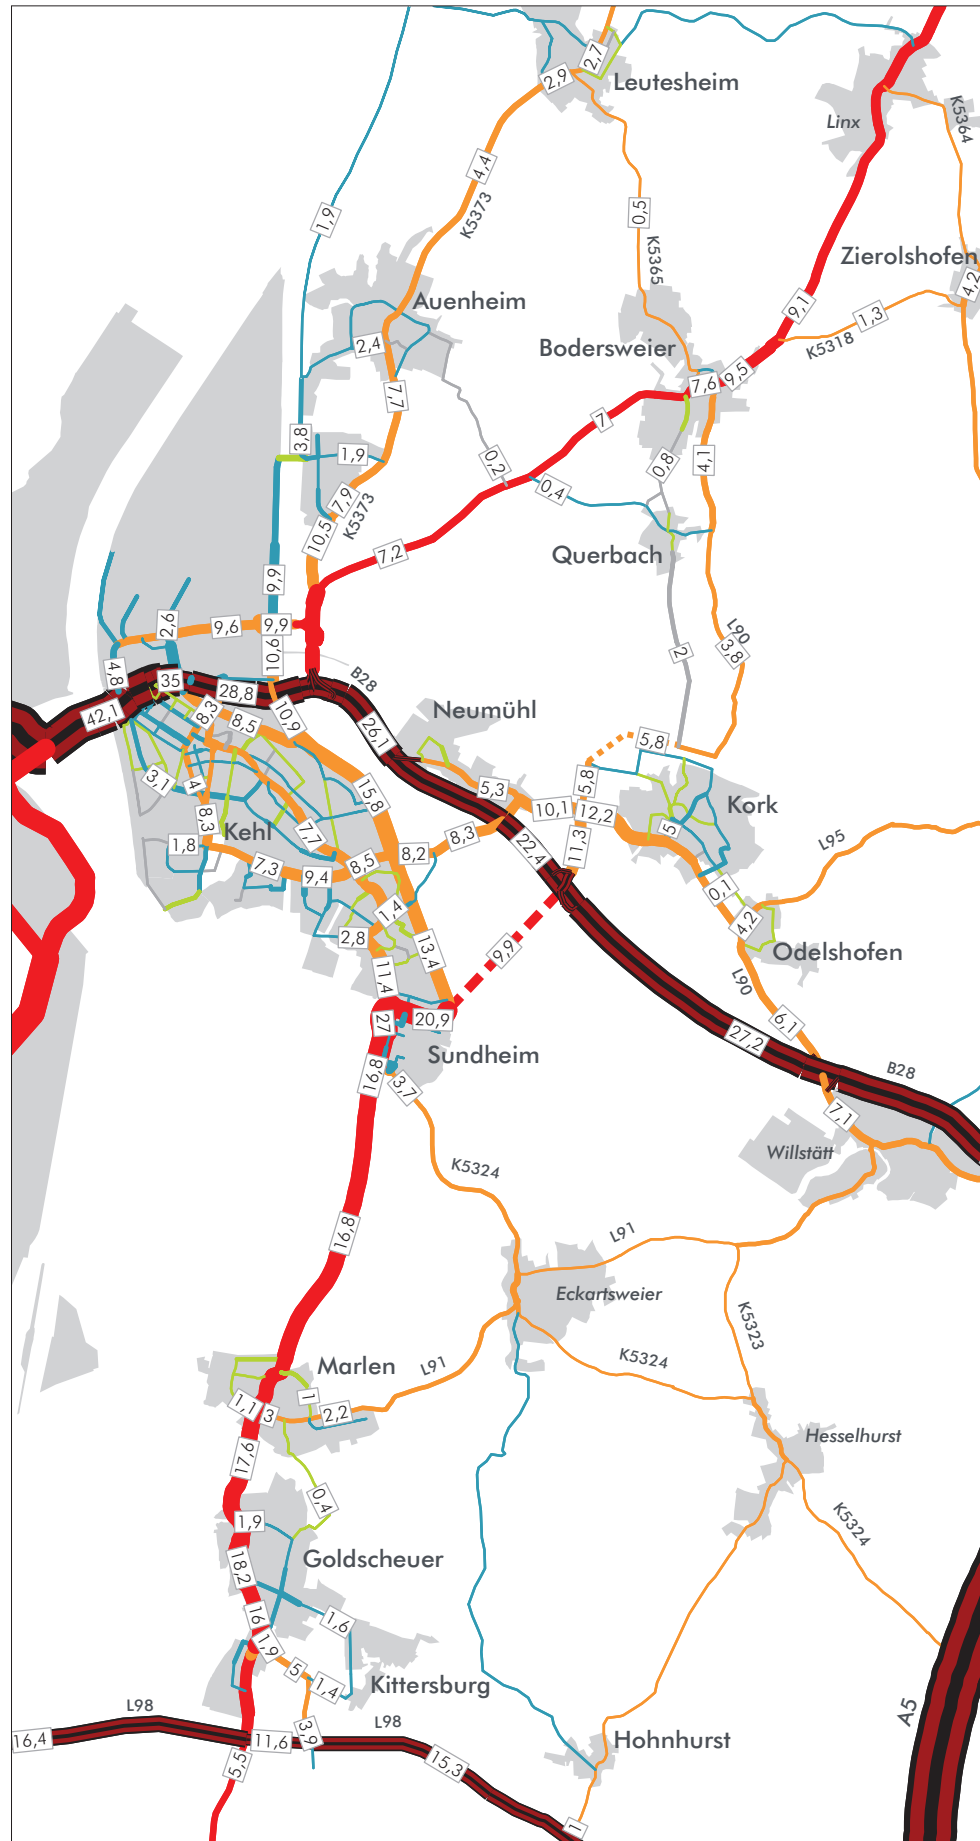 2,7
2,9
Leutesheim
Linx
K5364
4,4
K5373
1,9
0,5
K5365
Zierolshofen
4,2
9,1
1,3
K5318
Auenheim
2,4
Bodersweier
7,6
9,5
7,7
7
3,8
1,9
0,2
0,8
4,1
0,4
7,9
10,5
K5373
7,2
Querbach
9,9
2,6
9,6
9,9
L90
3,8
2
10,6
4,8
35
28,8
B28
42,1
8,3
8,5
10,9
26,1
Neumühl
5,8
3,1
4
5,3
5,8
15,8
10,1
12,2
Kork
8,3
Kehl
7,7
8,3
5
1,8
8,2
22,4
11,3
L95
7,3
9,4
8,5
0,1
1,4
4,2
2,8
13,4
9,9
Odelshofen
11,4
L90
27
20,9
6,1
Sundheim
27,2
16,8
3,7
B28
7,1
Willstätt
K5324
16,8
L91
Eckartsweier
K5323
Marlen
L91
K5324
1
1,1
3
2,2
Hesselhurst
17,6
0,4
1,9
K5324
Goldscheuer
18,2
16
1,6
1,9
5
1,4
Kittersburg
A5
L98
L98
3,9
16,4
11,6
Hohnhurst
5,5
15,3
1